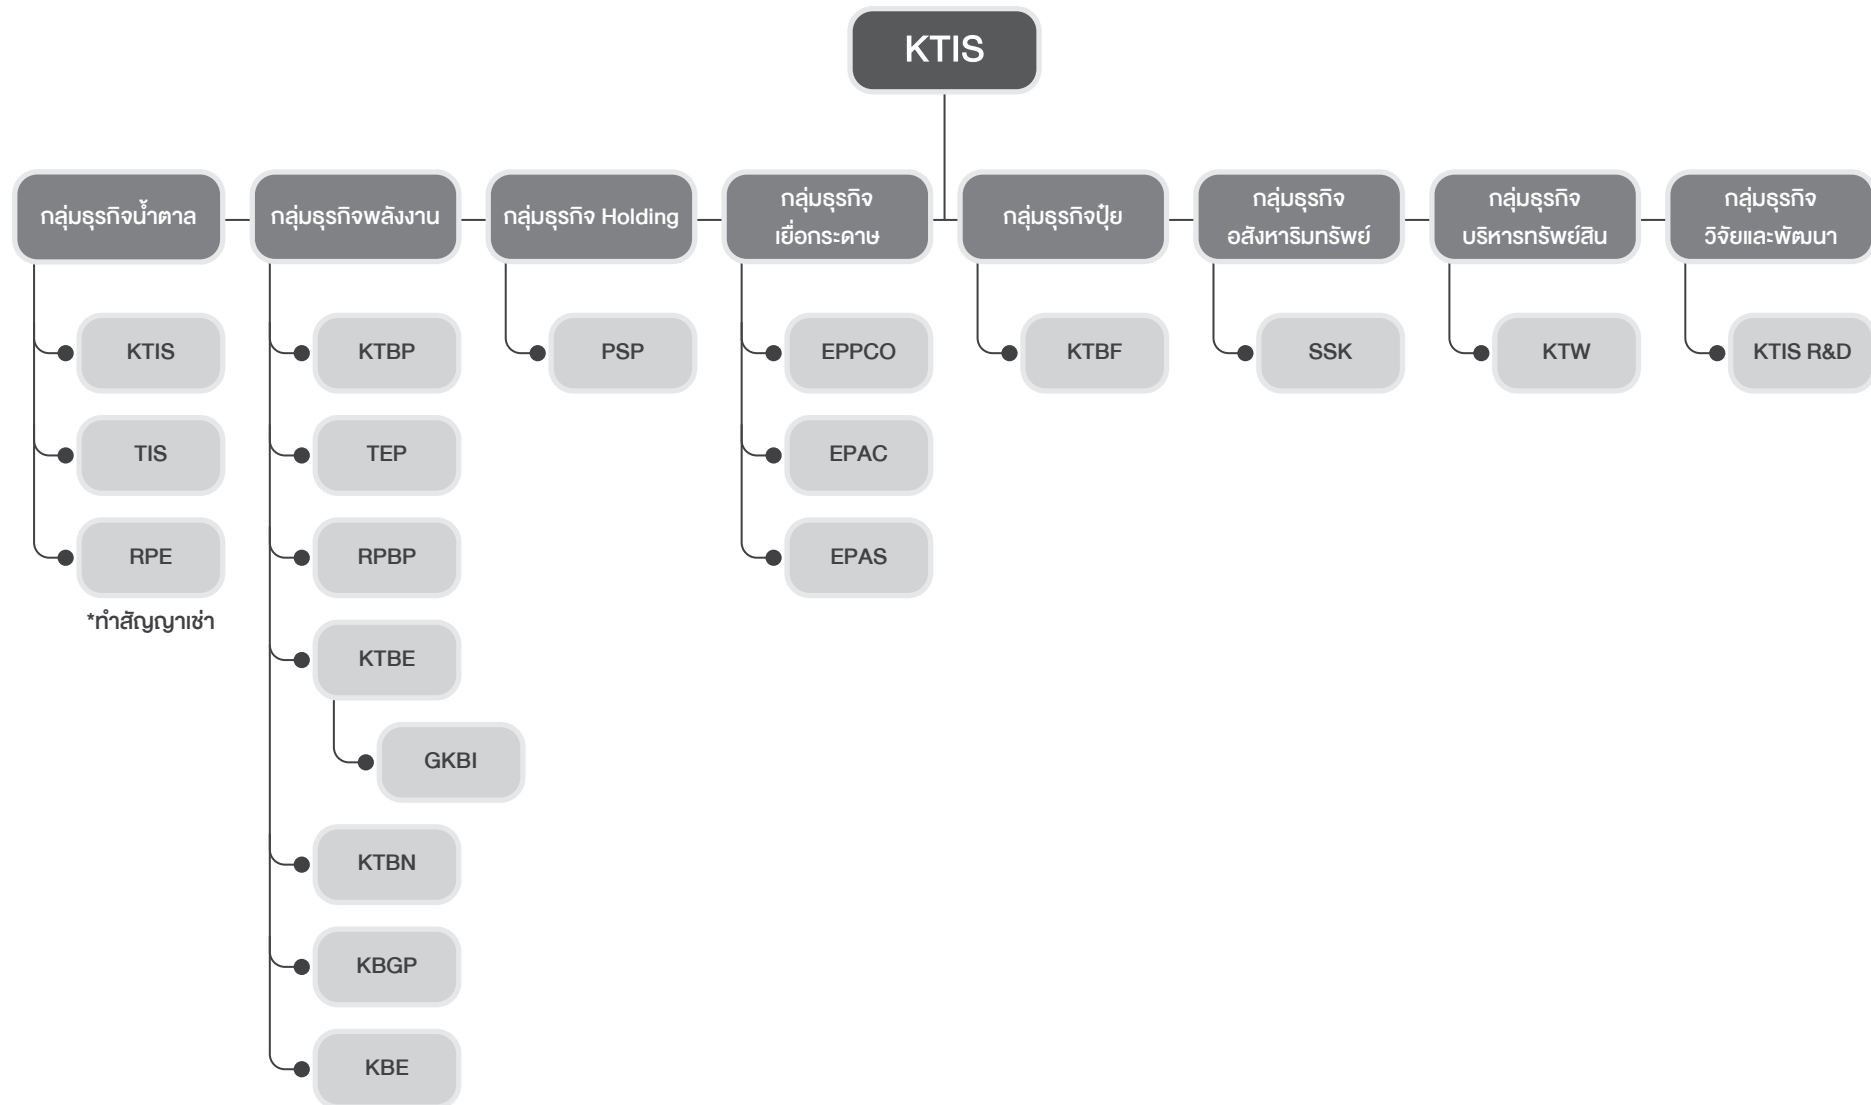 KTIS
กลุ่มธุรกิจน้ำตาล
กลุ่มธุรกิจพลังงาน
กลุ่มธุรกิจ Holding
กลุ่มธุรกิจ
เยื่อกระดาษ
กลุ่มธุรกิจปุ๋ย
กลุ่มธุรกิจ
อสังหาริมทรัพย์
กลุ่มธุรกิจ
บริหารทรัพย์สิน
กลุ่มธุรกิจ
วิจัยและพัฒนา
KTIS
TIS
RPE
*ทำสัญญาเช่า
KTBP
TEP
RPBP
KTBE
GKBI
KTBN
KBGP
KBE
PSP
EPPCO
EPAC
EPAS
KTBF
SSK
KTW
KTIS R&D